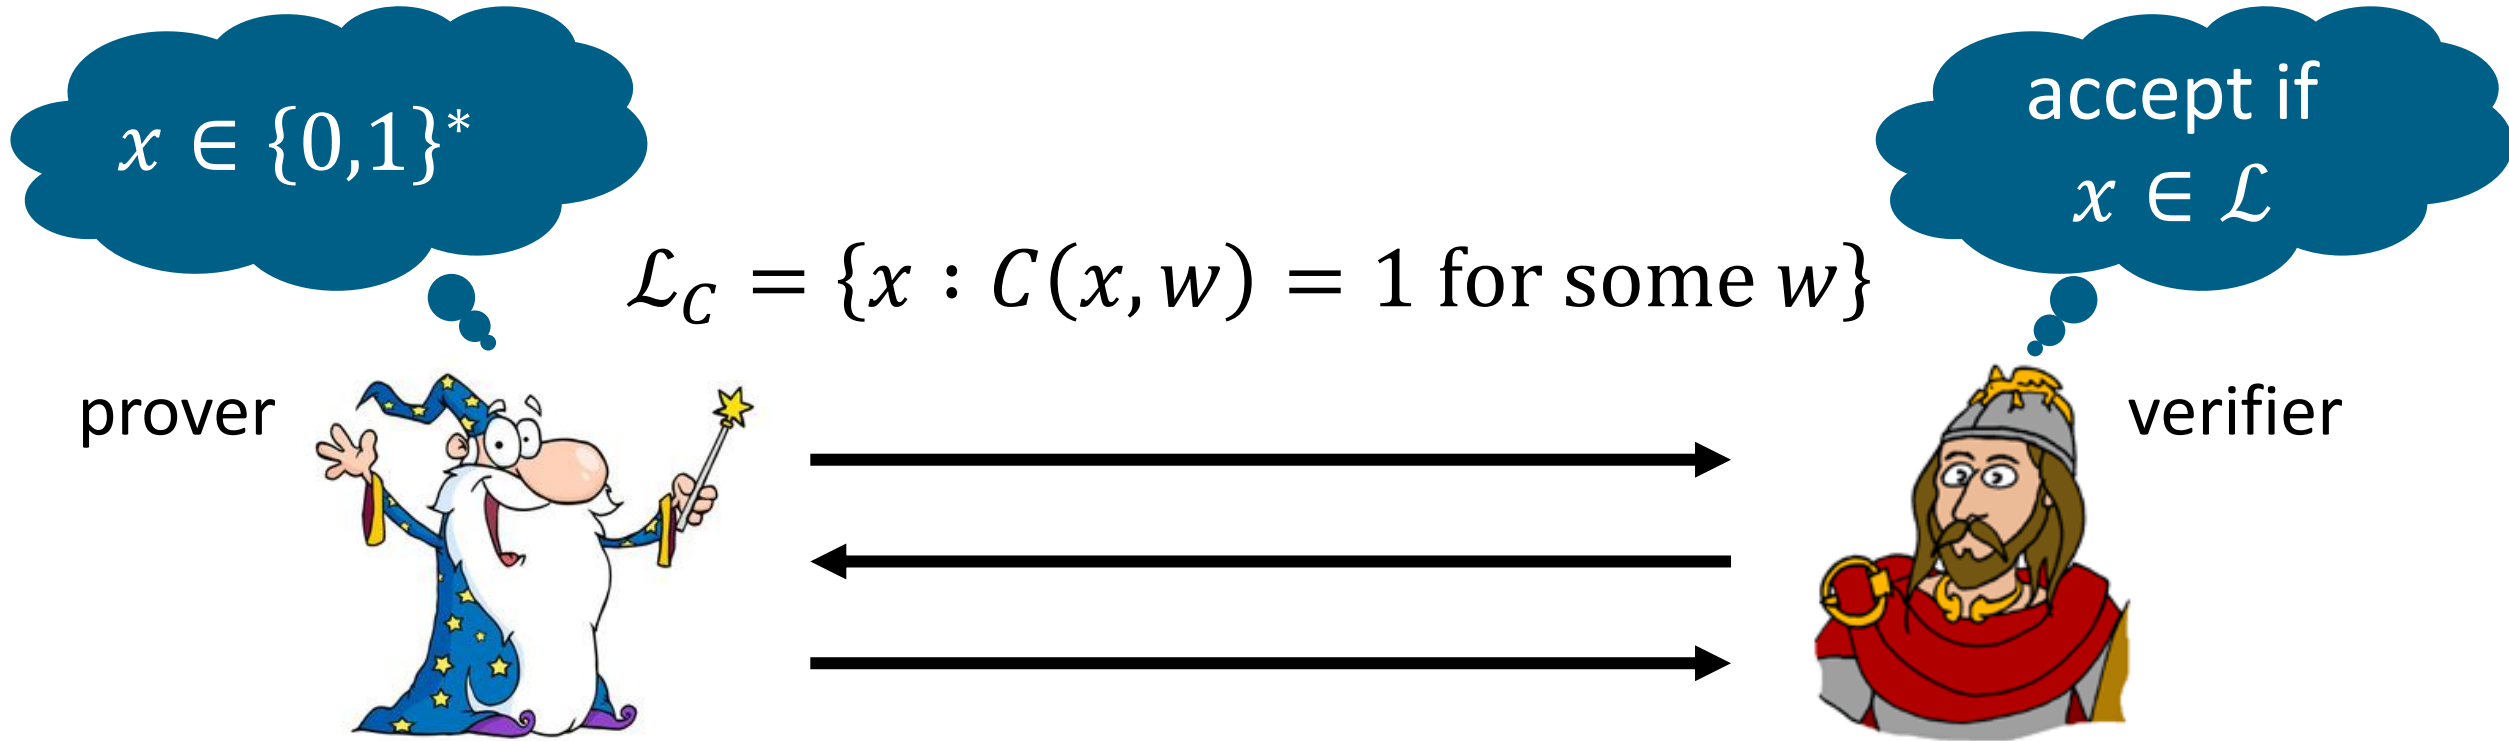 x ∈ {0,1}*
accept if
x ∈ ℒ
ℒ_C = {x : C(x, w) = 1 for some w}
prover
verifier